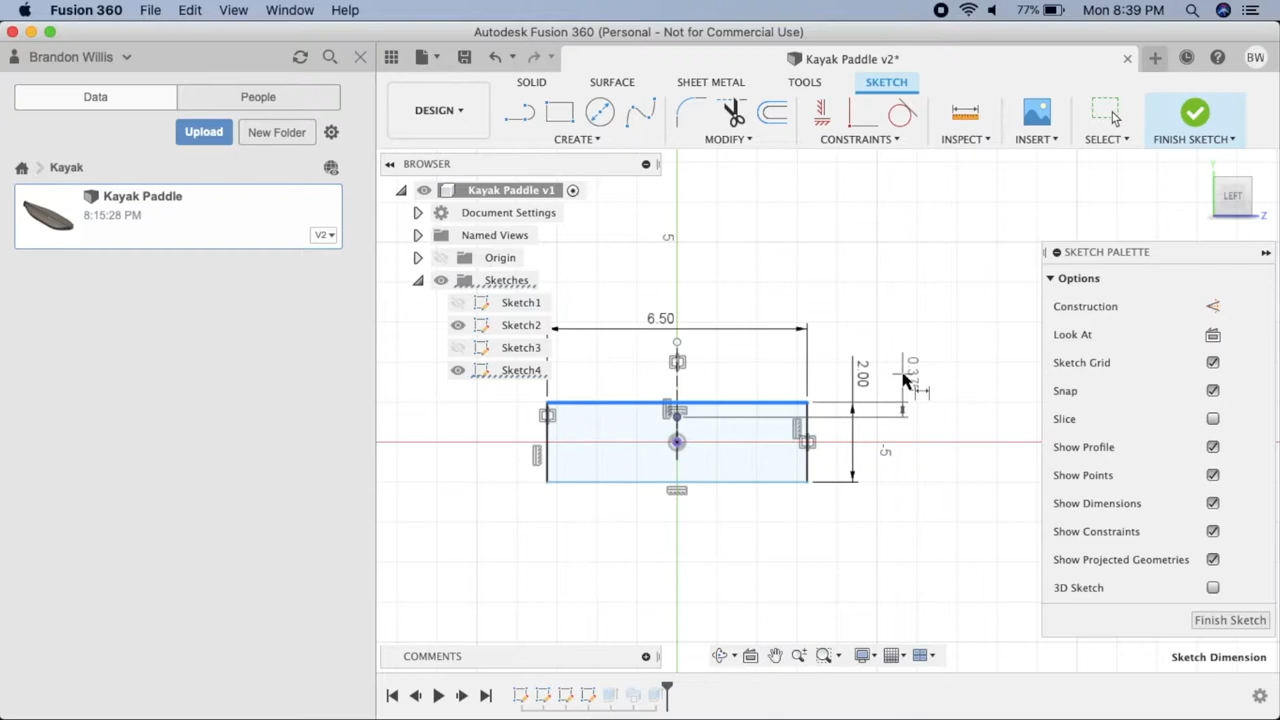 Fusion 360 File Edit View Window Help 77% Mon 8:39 PM
Autodesk Fusion 360 (Personal - Not for Commercial Use)
Brandon Willis
Kayak Paddle v2*
BW
Data People
SOLID SURFACE SHEET METAL TOOLS SKETCH
DESIGN
Upload New Folder
CREATE MODIFY CONSTRAINTS INSPECT INSERT SELECT FINISH SKETCH
Kayak
BROWSER
Kayak Paddle
8:15:28 PM
V2
Kayak Paddle v1
Document Settings
Named Views
Origin
Sketches
Sketch1
Sketch2
Sketch3
Sketch4
5
6.50
2.00
-5
Y
LEFT
Z
SKETCH PALETTE
Options
Construction
Look At
Sketch Grid
Snap
Slice
Show Profile
Show Points
Show Dimensions
Show Constraints
Show Projected Geometries
3D Sketch
Finish Sketch
COMMENTS
Sketch Dimension